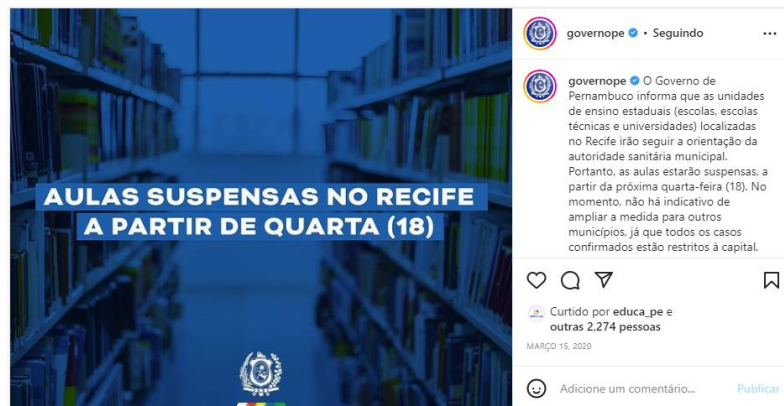 AULAS SUSPENSAS NO RECIFE
A PARTIR DE QUARTA (18)
governope • Seguindo
governope O Governo de
Pernambuco informa que as unidades
de ensino estaduais (escolas, escolas
técnicas e universidades) localizadas
no Recife irão seguir a orientação da
autoridade sanitária municipal.
Portanto, as aulas estarão suspensas, a
partir da próxima quarta-feira (18). No
momento, não há indicativo de
ampliar a medida para outros
municípios, já que todos os casos
confirmados estão restritos à capital.
Curtido por educa_pe e
outras 2,274 pessoas
MARÇO 15, 2020
Adicione um comentário... Publicar